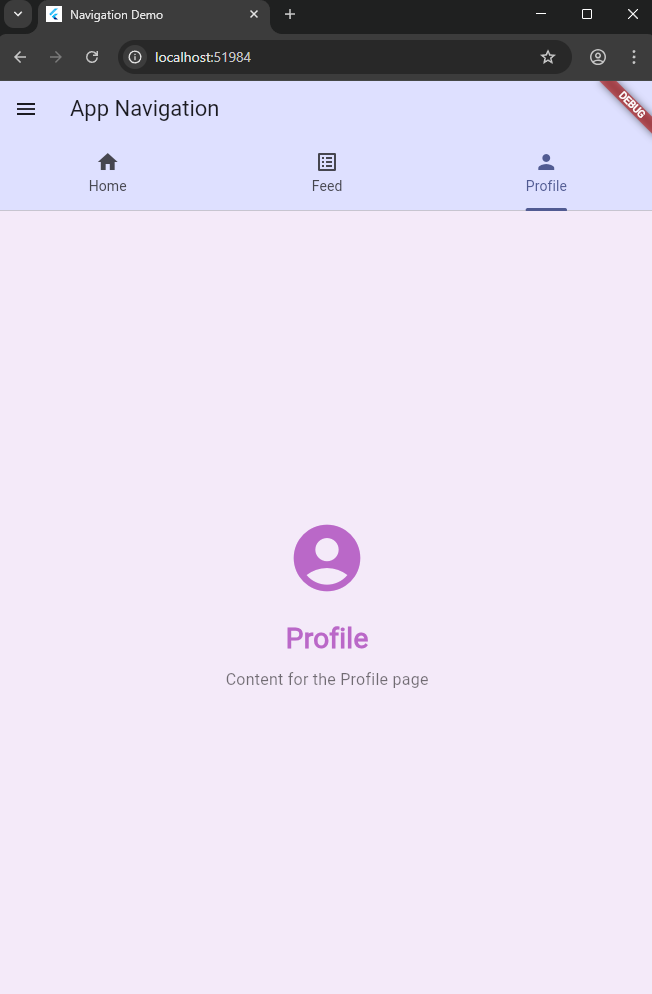 Navigation Demo
localhost:51984
App Navigation
DEBUG
Home
Feed
Profile
Profile
Content for the Profile page